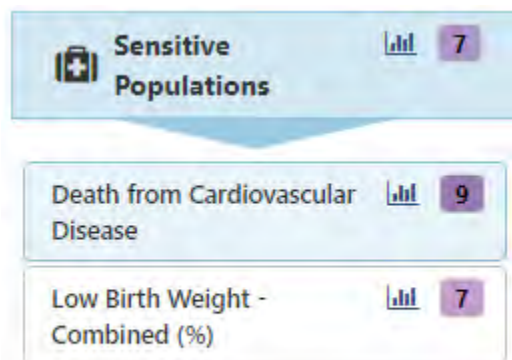 Sensitive 7
Populations
Death from Cardiovascular 9
Disease
Low Birth Weight - 7
Combined (%)